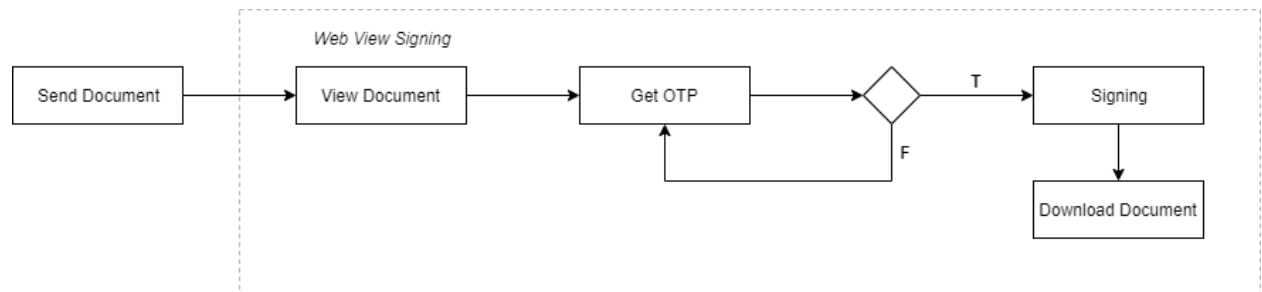 Web View Signing
Send Document
View Document
Get OTP
T
Signing
F
Download Document